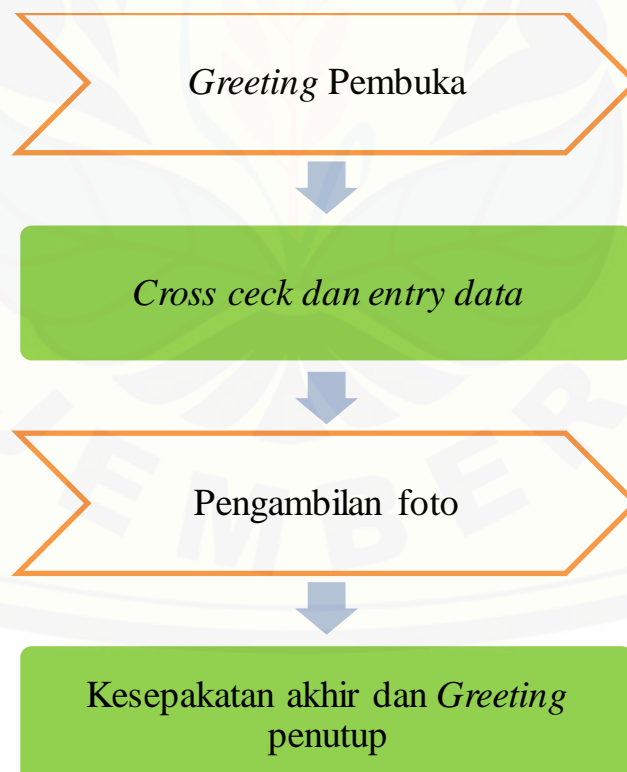 Greeting Pembuka
Cross ceck dan entry data
Pengambilan foto
Kesepakatan akhir dan Greeting
penutup